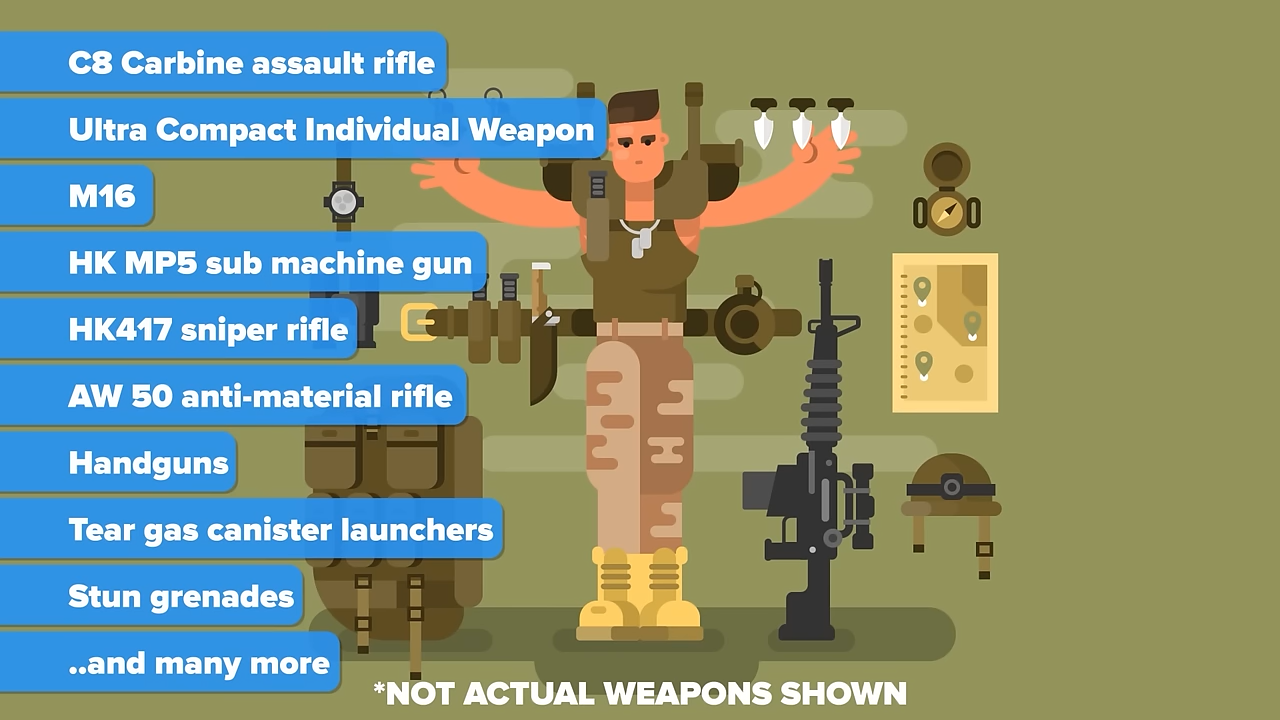 C8 Carbine assault rifle
Ultra Compact Individual Weapon
M16
HK MP5 sub machine gun
HK417 sniper rifle
AW 50 anti-material rifle
Handguns
Tear gas canister launchers
Stun grenades
..and many more
*NOT ACTUAL WEAPONS SHOWN